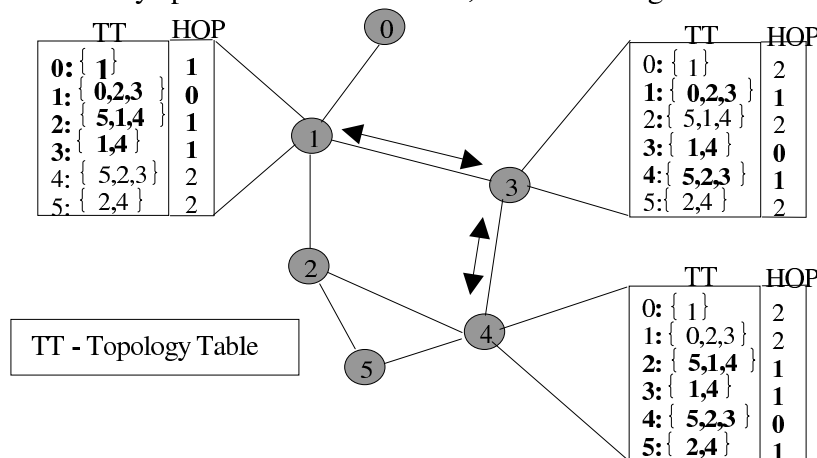 0
TT HOP
0: { 1 } 1
1: { 0,2,3 } 0
2: { 5,1,4 } 1
3: { 1,4 } 1
4: { 5,2,3 } 2
5: { 2,4 } 2
TT HOP
0: { 1 } 2
1: { 0,2,3 } 1
2: { 5,1,4 } 2
3: { 1,4 } 0
4: { 5,2,3 } 1
5: { 2,4 } 2
1
3
2
4
5
TT - Topology Table
TT HOP
0: { 1 } 2
1: { 0,2,3 } 2
2: { 5,1,4 } 1
3: { 1,4 } 1
4: { 5,2,3 } 0
5: { 2,4 } 1